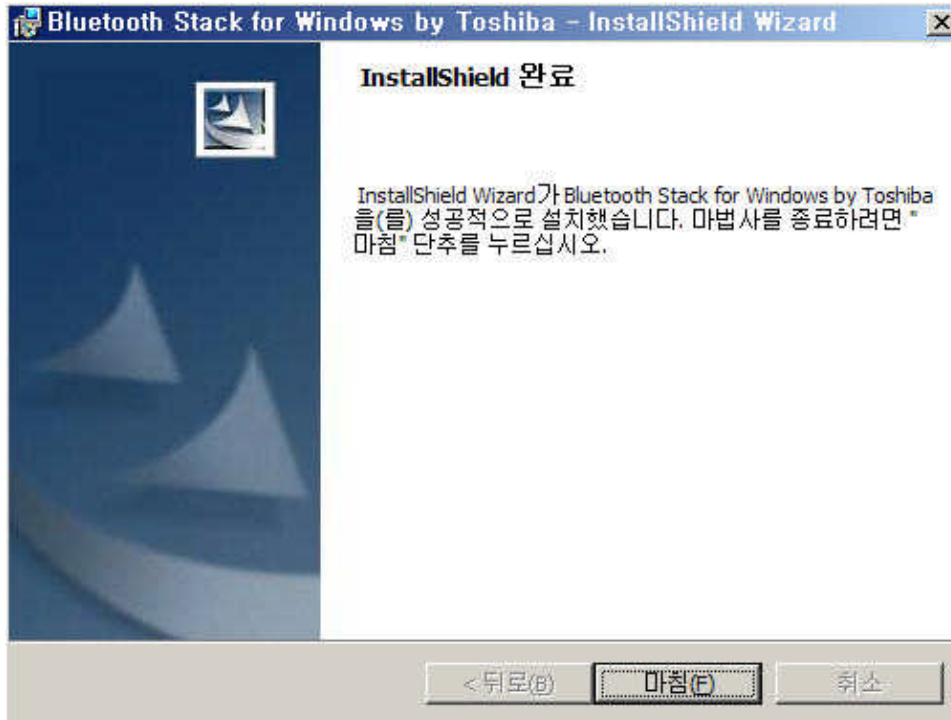 Bluetooth Stack for Windows by Toshiba - InstallShield Wizard
InstallShield 완료
InstallShield Wizard가 Bluetooth Stack for Windows by Toshiba
을(를) 성공적으로 설치했습니다. 마법사를 종료하려면 "
마침" 단추를 누르십시오.
< 뒤로(B) 마침(F) 취소